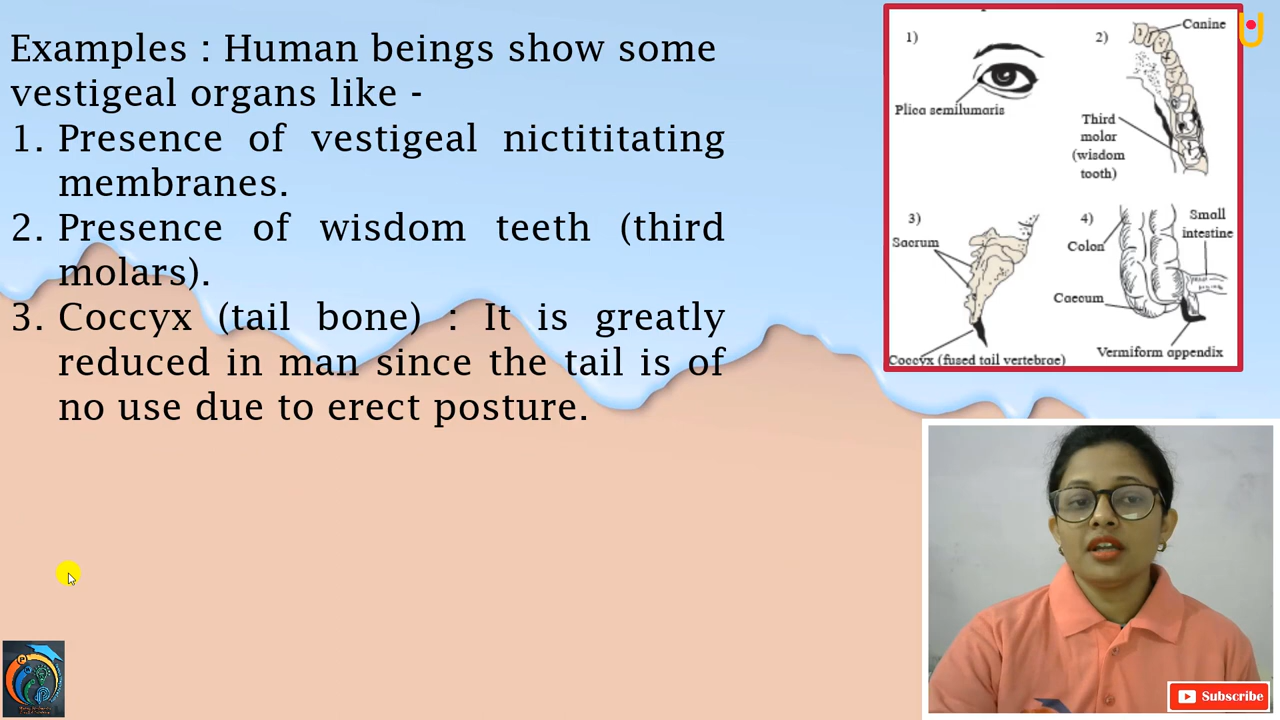 Examples : Human beings show some
vestigeal organs like -
1. Presence of vestigeal nictititating
membranes.
2. Presence of wisdom teeth (third
molars).
3. Coccyx (tail bone) : It is greatly
reduced in man since the tail is of
no use due to erect posture.
1)
Plica semilumaris
2)
Canine
Third
molar
(wisdom
tooth)
3)
Sacrum
Coccyx (fused tail vertebrae)
4)
Small
intestine
Colon
Caecum
Vermiform appendix
Subscribe